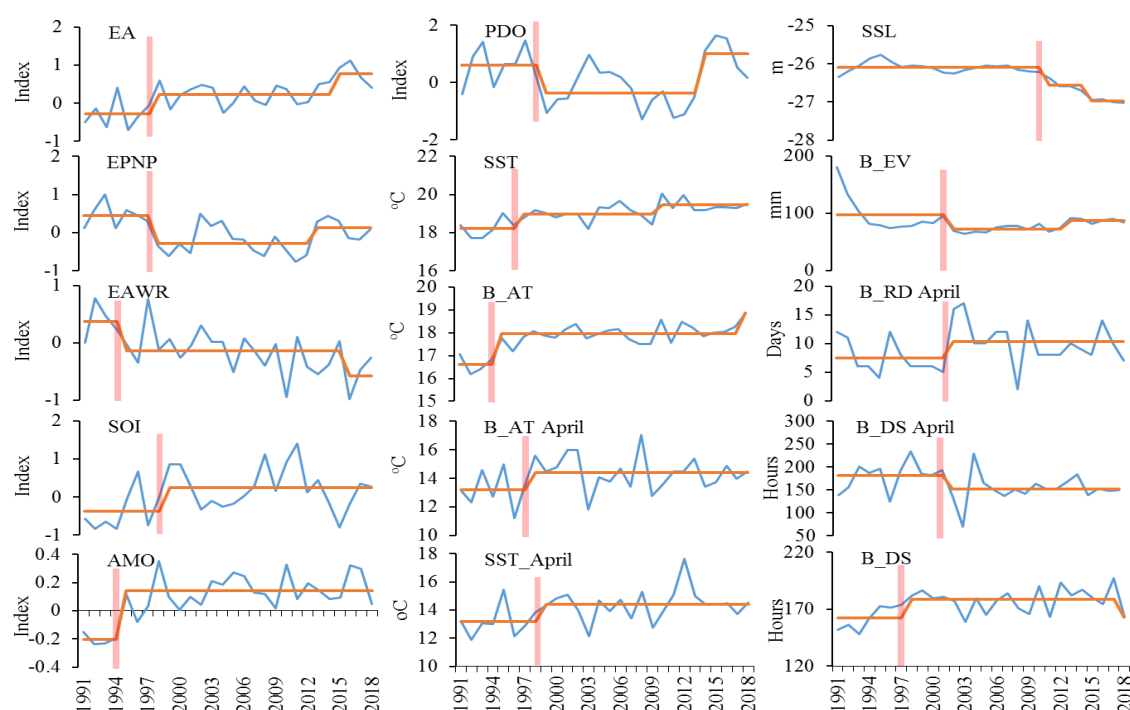 EA
Index
2
1
0
-1
PDO
Index
2
0
-2
SSL
m
-25
-26
-27
-28
EPNP
Index
1
0
-1
SST
°C
22
20
18
16
B_EV
mm
200
100
0
EAWR
Index
1
0
-1
B_AT
°C
20
19
18
17
16
15
B_RD April
Days
20
15
10
5
0
SOI
Index
2
1
0
-1
B_AT April
°C
18
16
14
12
10
B_DS April
Hours
300
250
200
150
100
50
AMO
Index
0.4
0.2
0
-0.2
-0.4
1991 1994 1997 2000 2003 2006 2009 2012 2015 2018
SST_April
oC
18
16
14
12
10
1991 1994 1997 2000 2003 2006 2009 2012 2015 2018
B_DS
Hours
220
170
120
1991 1994 1997 2000 2003 2006 2009 2012 2015 2018